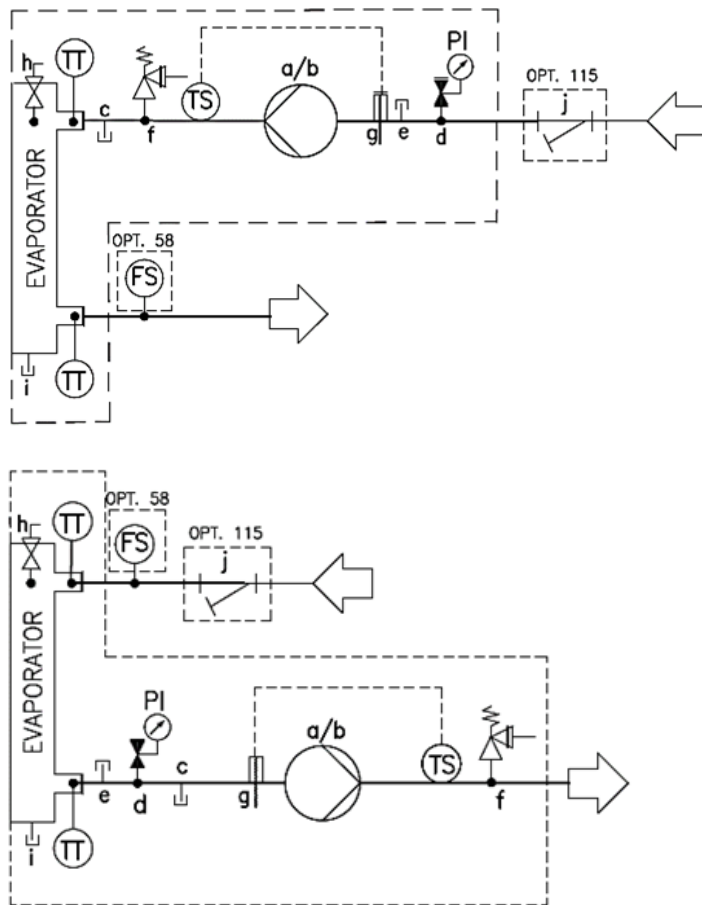 h
TT
c
f
TS
a/b
g
e
d
PI
OPT. 115
j
EVAPORATOR
OPT. 58
FS
TT
i
h
TT
OPT. 58
FS
OPT. 115
j
EVAPORATOR
PI
e
d
c
g
a/b
TS
f
i
TT